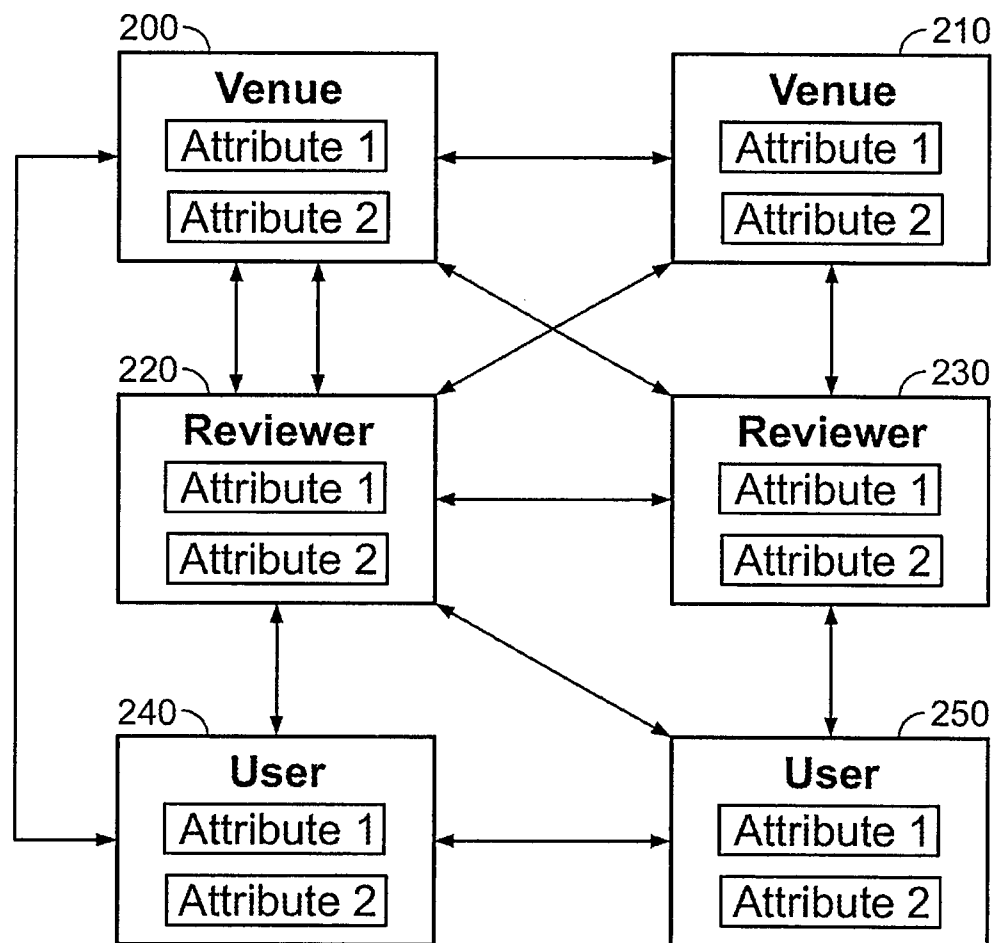 200
210
Venue
Attribute 1
Attribute 2
Venue
Attribute 1
Attribute 2
220
230
Reviewer
Attribute 1
Attribute 2
Reviewer
Attribute 1
Attribute 2
240
250
User
Attribute 1
Attribute 2
User
Attribute 1
Attribute 2